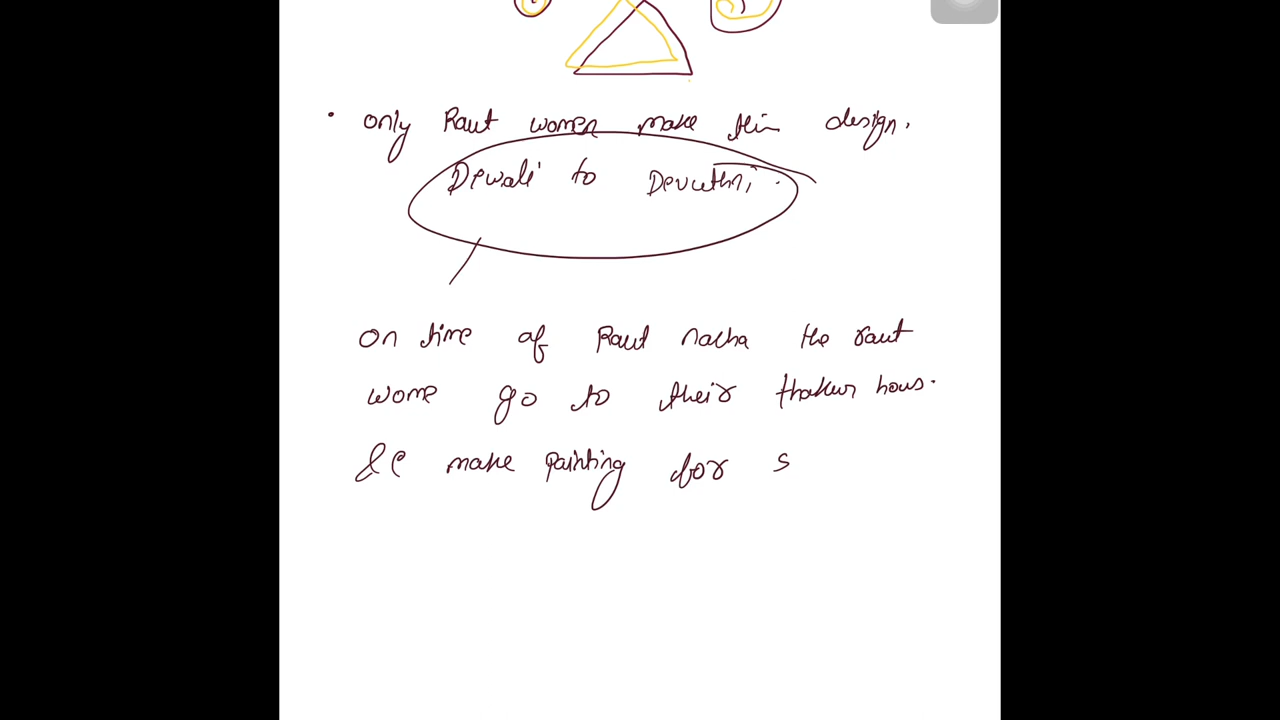 • only Raut women make this design.
Dewali to Devuthni.
on time of Raut nacha the raut
wome go to their thakur hous.
& make painting for s